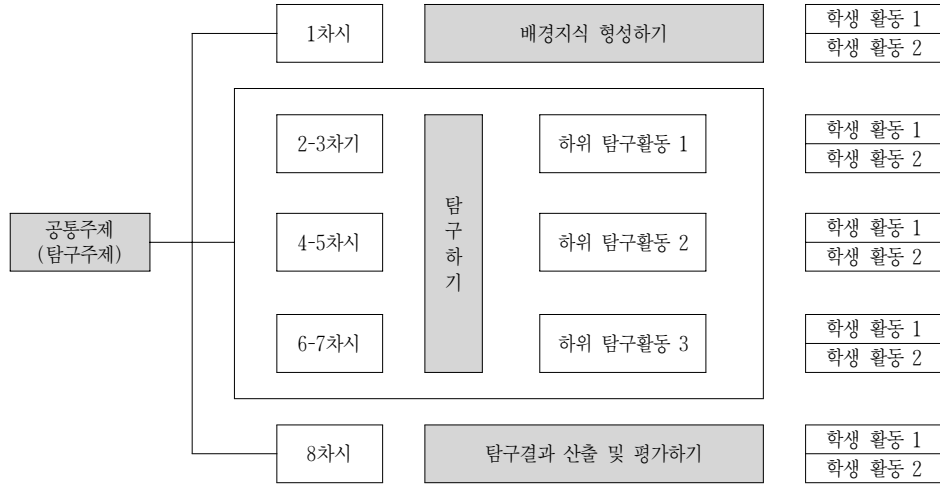 1차시
배경지식 형성하기
학생 활동 1
학생 활동 2
2-3차기
탐구하기
하위 탐구활동 1
학생 활동 1
학생 활동 2
공통주제
(탐구주제)
4-5차시
하위 탐구활동 2
학생 활동 1
학생 활동 2
6-7차시
하위 탐구활동 3
학생 활동 1
학생 활동 2
8차시
탐구결과 산출 및 평가하기
학생 활동 1
학생 활동 2